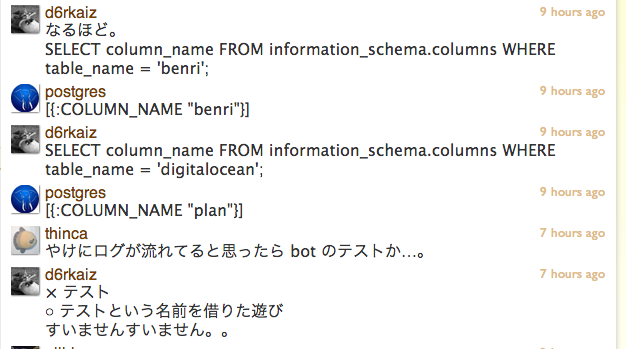 d6rkaiz 9 hours ago
なるほど。
SELECT column_name FROM information_schema.columns WHERE
table_name = 'benri';
postgres 9 hours ago
[{:COLUMN_NAME "benri"}]
d6rkaiz 9 hours ago
SELECT column_name FROM information_schema.columns WHERE
table_name = 'digitalocean';
postgres 9 hours ago
[{:COLUMN_NAME "plan"}]
thinca 7 hours ago
やけにログが流れてると思ったら bot のテストか…。
d6rkaiz 7 hours ago
× テスト
○ テストという名前を借りた遊び
すいませんすいません。。